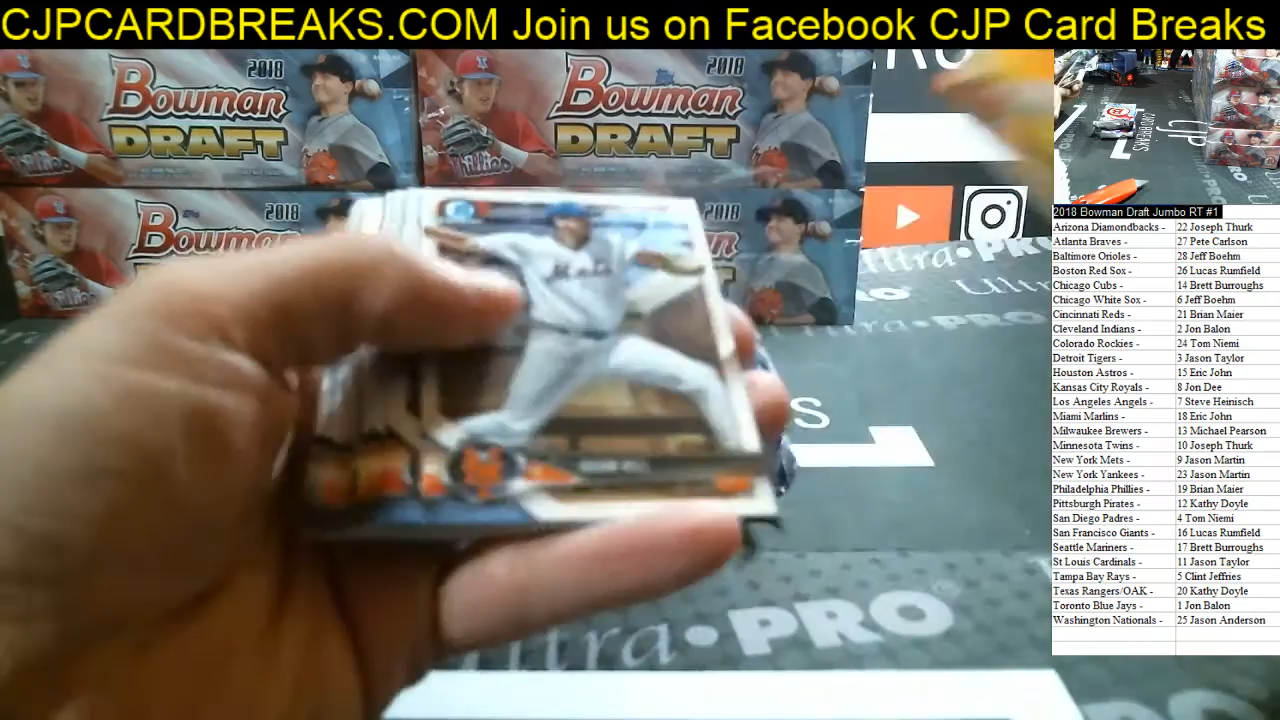 CJPCARDBREAKS.COM Join us on Facebook CJP Card Breaks
2018
BOWMAN
DRAFT
Phillies
2018
BOWMAN
DRAFT
Phillies
2018
BOWMAN
2018
Mets
Ultra PRO
Ultra PRO
CJP
2018 Bowman Draft Jumbo RT #1
Arizona Diamondbacks - 22 Joseph Thurk
Atlanta Braves - 27 Pete Carlson
Baltimore Orioles - 28 Jeff Boehm
Boston Red Sox - 26 Lucas Rumfield
Chicago Cubs - 14 Brett Burroughs
Chicago White Sox - 6 Jeff Boehm
Cincinnati Reds - 21 Brian Maier
Cleveland Indians - 2 Jon Balon
Colorado Rockies - 24 Tom Niemi
Detroit Tigers - 3 Jason Taylor
Houston Astros - 15 Eric John
Kansas City Royals - 8 Jon Dee
Los Angeles Angels - 7 Steve Heinisch
Miami Marlins - 18 Eric John
Milwaukee Brewers - 13 Michael Pearson
Minnesota Twins - 10 Joseph Thurk
New York Mets - 9 Jason Martin
New York Yankees - 23 Jason Martin
Philadelphia Phillies - 19 Brian Maier
Pittsburgh Pirates - 12 Kathy Doyle
San Diego Padres - 4 Tom Niemi
San Francisco Giants - 16 Lucas Rumfield
Seattle Mariners - 17 Brett Burroughs
St Louis Cardinals - 11 Jason Taylor
Tampa Bay Rays - 5 Clint Jeffries
Texas Rangers/OAK - 20 Kathy Doyle
Toronto Blue Jays - 1 Jon Balon
Washington Nationals - 25 Jason Anderson